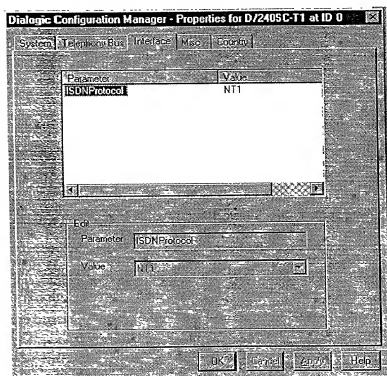 Dialogic Configuration Manager - Properties for D/240SC-T1 at ID 0
System Telephony Bus Interface Misc Country
Parameter Value
ISDNProtocol NT1
Edit
Parameter ISDNProtocol
Value NT1
OK Cancel Apply Help